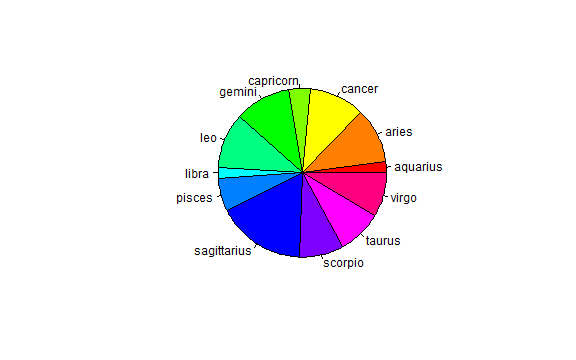 capricorn
cancer
gemini
aries
leo
aquarius
libra
virgo
pisces
taurus
sagittarius
scorpio